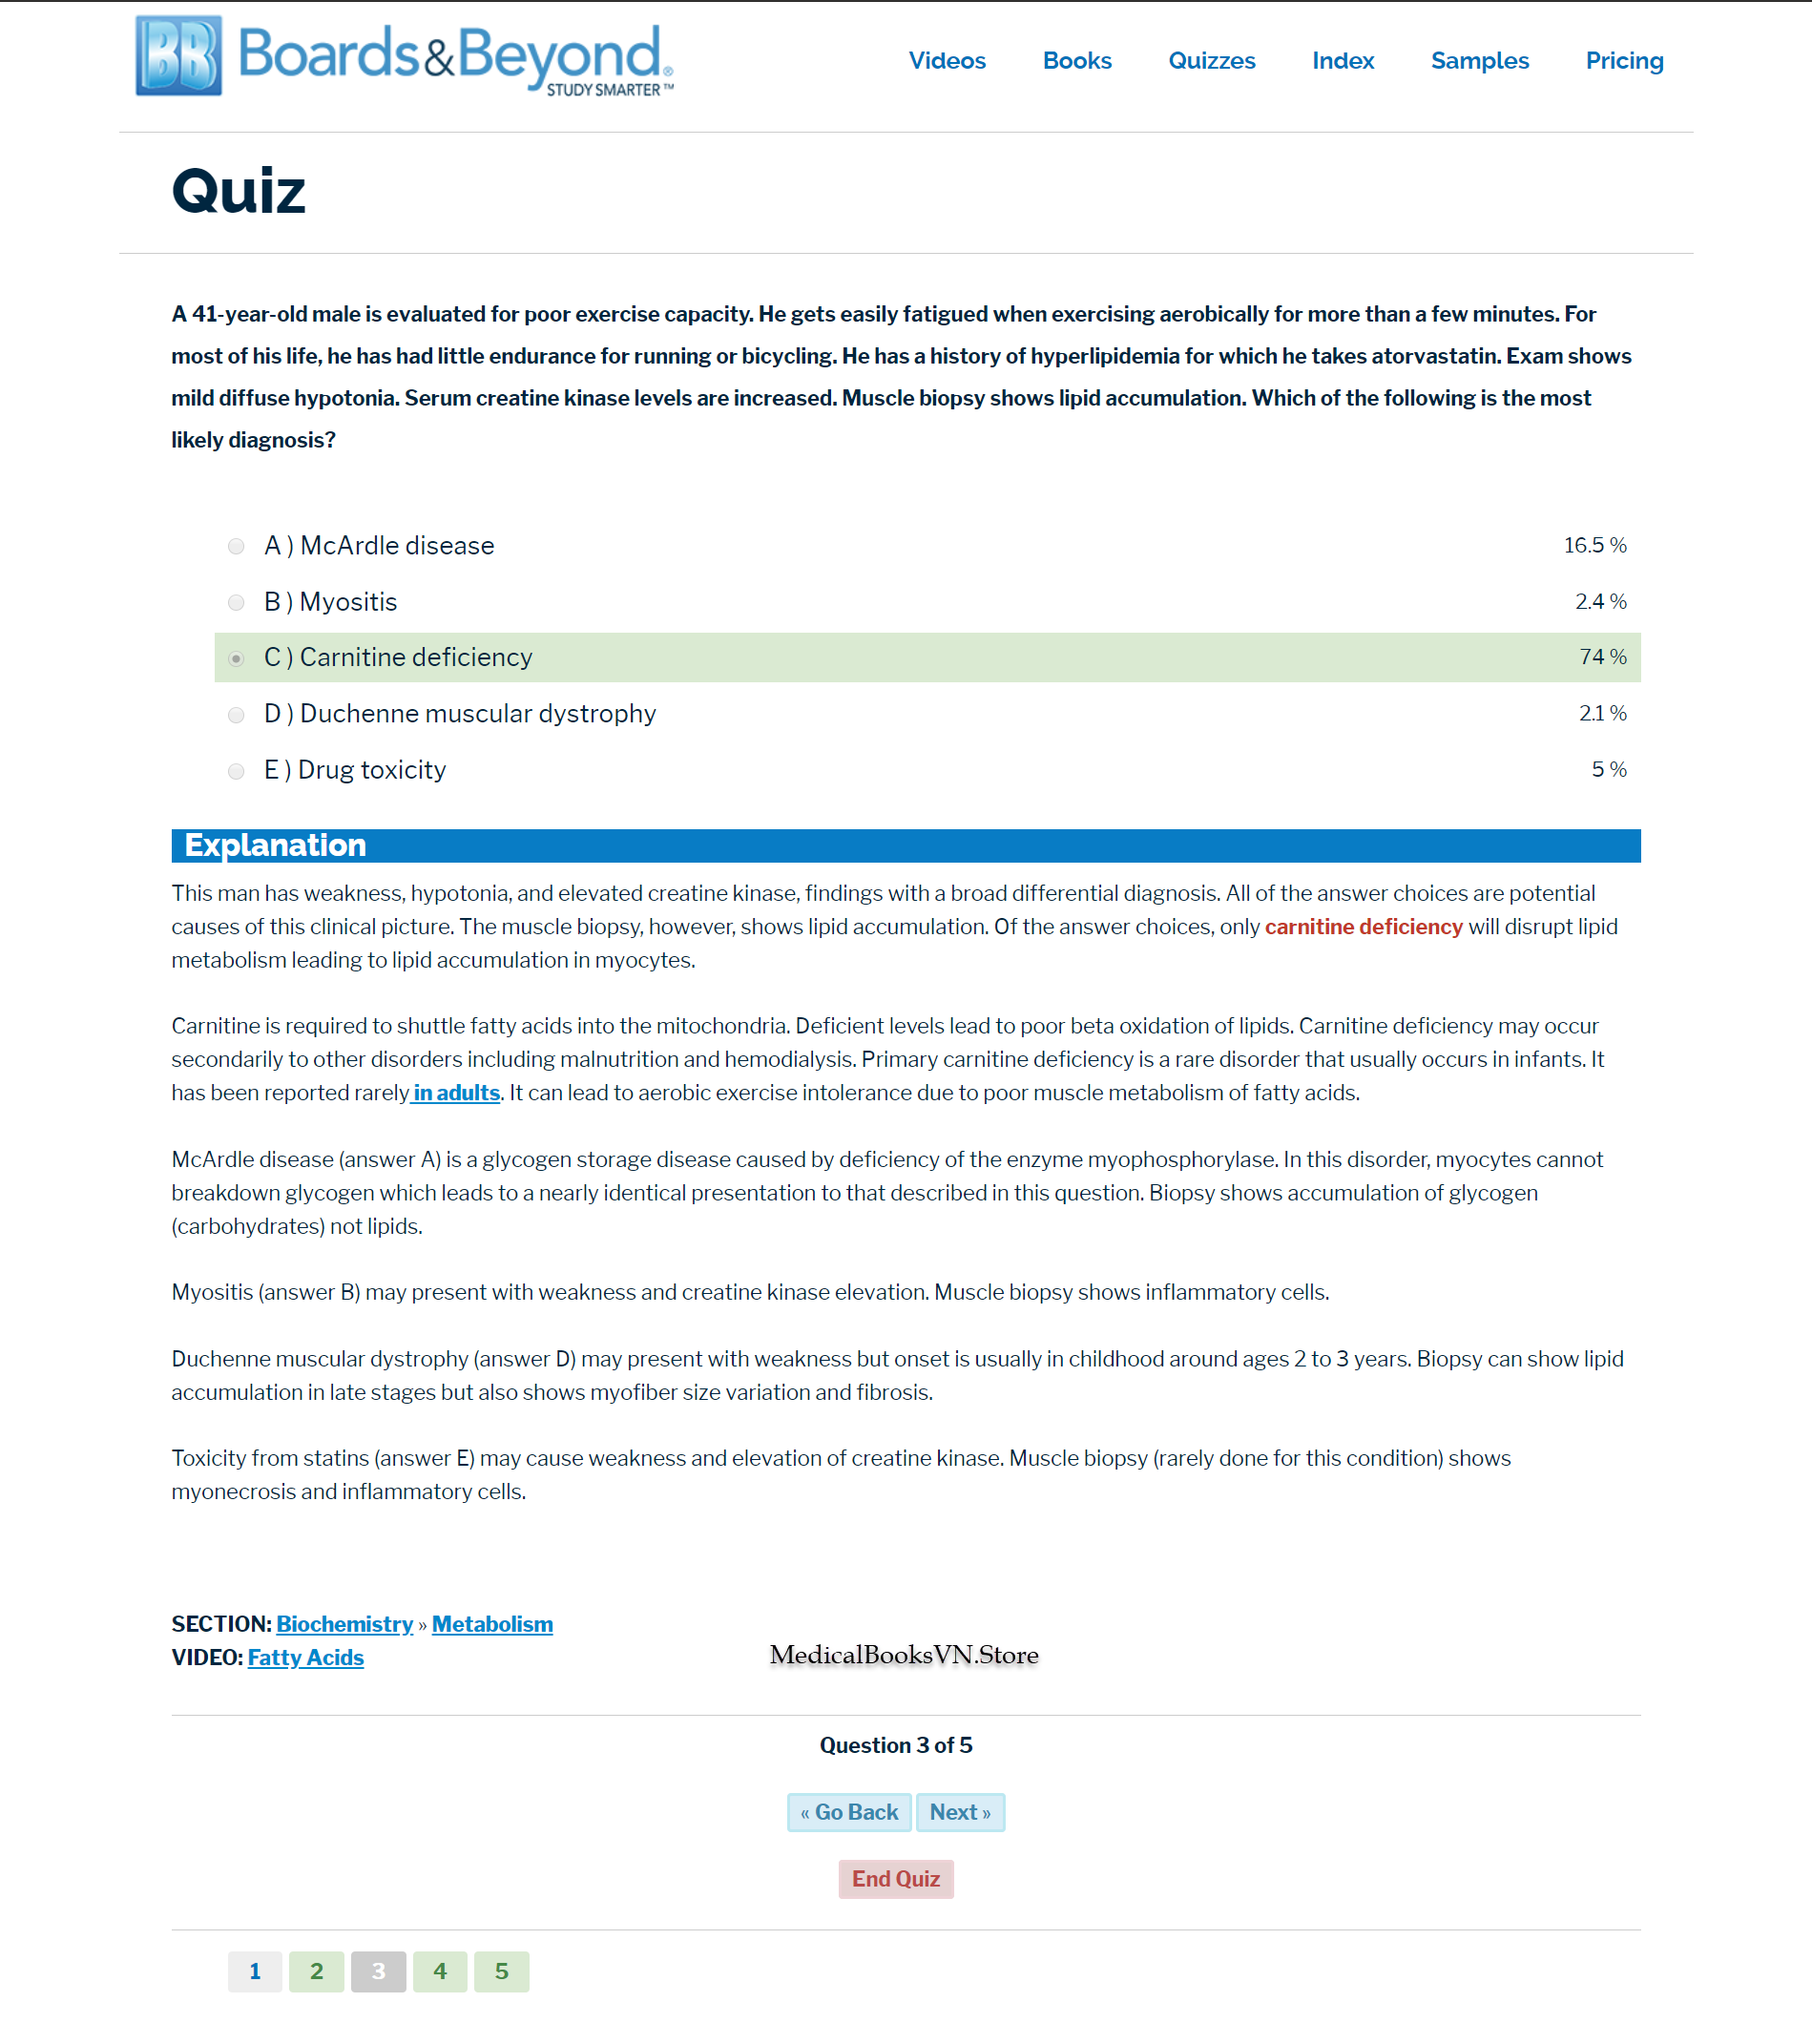 BB Boards&Beyond®
STUDY SMARTER™
Videos Books Quizzes Index Samples Pricing
Quiz
A 41-year-old male is evaluated for poor exercise capacity. He gets easily fatigued when exercising aerobically for more than a few minutes. For
most of his life, he has had little endurance for running or bicycling. He has a history of hyperlipidemia for which he takes atorvastatin. Exam shows
mild diffuse hypotonia. Serum creatine kinase levels are increased. Muscle biopsy shows lipid accumulation. Which of the following is the most
likely diagnosis?
A ) McArdle disease 16.5 %
B ) Myositis 2.4 %
C ) Carnitine deficiency 74 %
D ) Duchenne muscular dystrophy 2.1 %
E ) Drug toxicity 5 %
Explanation
This man has weakness, hypotonia, and elevated creatine kinase, findings with a broad differential diagnosis. All of the answer choices are potential
causes of this clinical picture. The muscle biopsy, however, shows lipid accumulation. Of the answer choices, only carnitine deficiency will disrupt lipid
metabolism leading to lipid accumulation in myocytes.
Carnitine is required to shuttle fatty acids into the mitochondria. Deficient levels lead to poor beta oxidation of lipids. Carnitine deficiency may occur
secondarily to other disorders including malnutrition and hemodialysis. Primary carnitine deficiency is a rare disorder that usually occurs in infants. It
has been reported rarely in adults. It can lead to aerobic exercise intolerance due to poor muscle metabolism of fatty acids.
McArdle disease (answer A) is a glycogen storage disease caused by deficiency of the enzyme myophosphorylase. In this disorder, myocytes cannot
breakdown glycogen which leads to a nearly identical presentation to that described in this question. Biopsy shows accumulation of glycogen
(carbohydrates) not lipids.
Myositis (answer B) may present with weakness and creatine kinase elevation. Muscle biopsy shows inflammatory cells.
Duchenne muscular dystrophy (answer D) may present with weakness but onset is usually in childhood around ages 2 to 3 years. Biopsy can show lipid
accumulation in late stages but also shows myofiber size variation and fibrosis.
Toxicity from statins (answer E) may cause weakness and elevation of creatine kinase. Muscle biopsy (rarely done for this condition) shows
myonecrosis and inflammatory cells.
SECTION: Biochemistry » Metabolism
VIDEO: Fatty Acids
MedicalBooksVN.Store
Question 3 of 5
« Go Back Next »
End Quiz
1 2 3 4 5